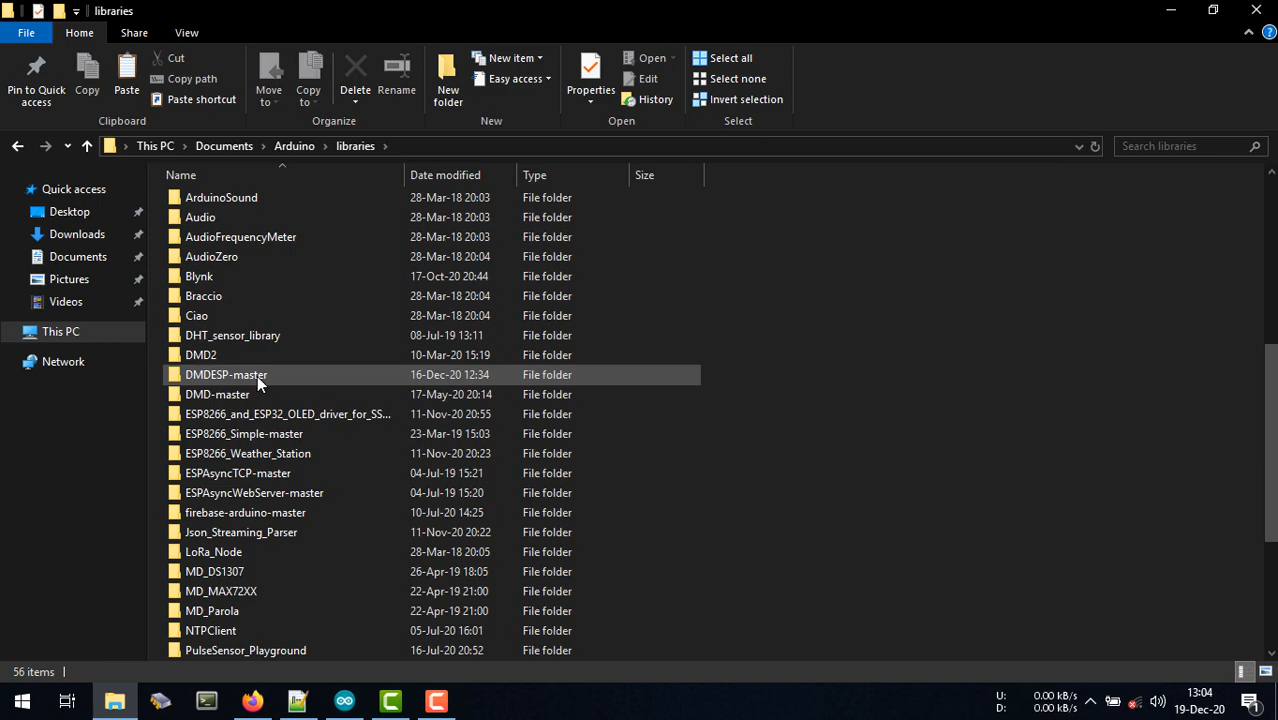 libraries
File Home Share View
Pin to Quick access
Copy
Paste
Cut
Copy path
Paste shortcut
Clipboard
Move to
Copy to
Delete
Rename
Organize
New folder
New item
Easy access
New
Properties
Open
Edit
History
Open
Select all
Select none
Invert selection
Select
This PC > Documents > Arduino > libraries >
Search libraries
Quick access
Desktop
Downloads
Documents
Pictures
Videos
This PC
Network
Name Date modified Type Size
ArduinoSound 28-Mar-18 20:03 File folder
Audio 28-Mar-18 20:03 File folder
AudioFrequencyMeter 28-Mar-18 20:03 File folder
AudioZero 28-Mar-18 20:04 File folder
Blynk 17-Oct-20 20:44 File folder
Braccio 28-Mar-18 20:04 File folder
Ciao 28-Mar-18 20:04 File folder
DHT_sensor_library 08-Jul-19 13:11 File folder
DMD2 10-Mar-20 15:19 File folder
DMDESP-master 16-Dec-20 12:34 File folder
DMD-master 17-May-20 20:14 File folder
ESP8266_and_ESP32_OLED_driver_for_SS... 11-Nov-20 20:55 File folder
ESP8266_Simple-master 23-Mar-19 15:03 File folder
ESP8266_Weather_Station 11-Nov-20 20:23 File folder
ESPAsyncTCP-master 04-Jul-19 15:21 File folder
ESPAsyncWebServer-master 04-Jul-19 15:20 File folder
firebase-arduino-master 10-Jul-20 14:25 File folder
Json_Streaming_Parser 11-Nov-20 20:22 File folder
LoRa_Node 28-Mar-18 20:05 File folder
MD_DS1307 26-Apr-19 18:05 File folder
MD_MAX72XX 22-Apr-19 21:00 File folder
MD_Parola 22-Apr-19 21:00 File folder
NTPClient 05-Jul-20 16:01 File folder
PulseSensor_Playground 16-Jul-20 20:52 File folder
56 items
U: 0.00 kB/s
D: 0.00 kB/s
13:04
19-Dec-20
1